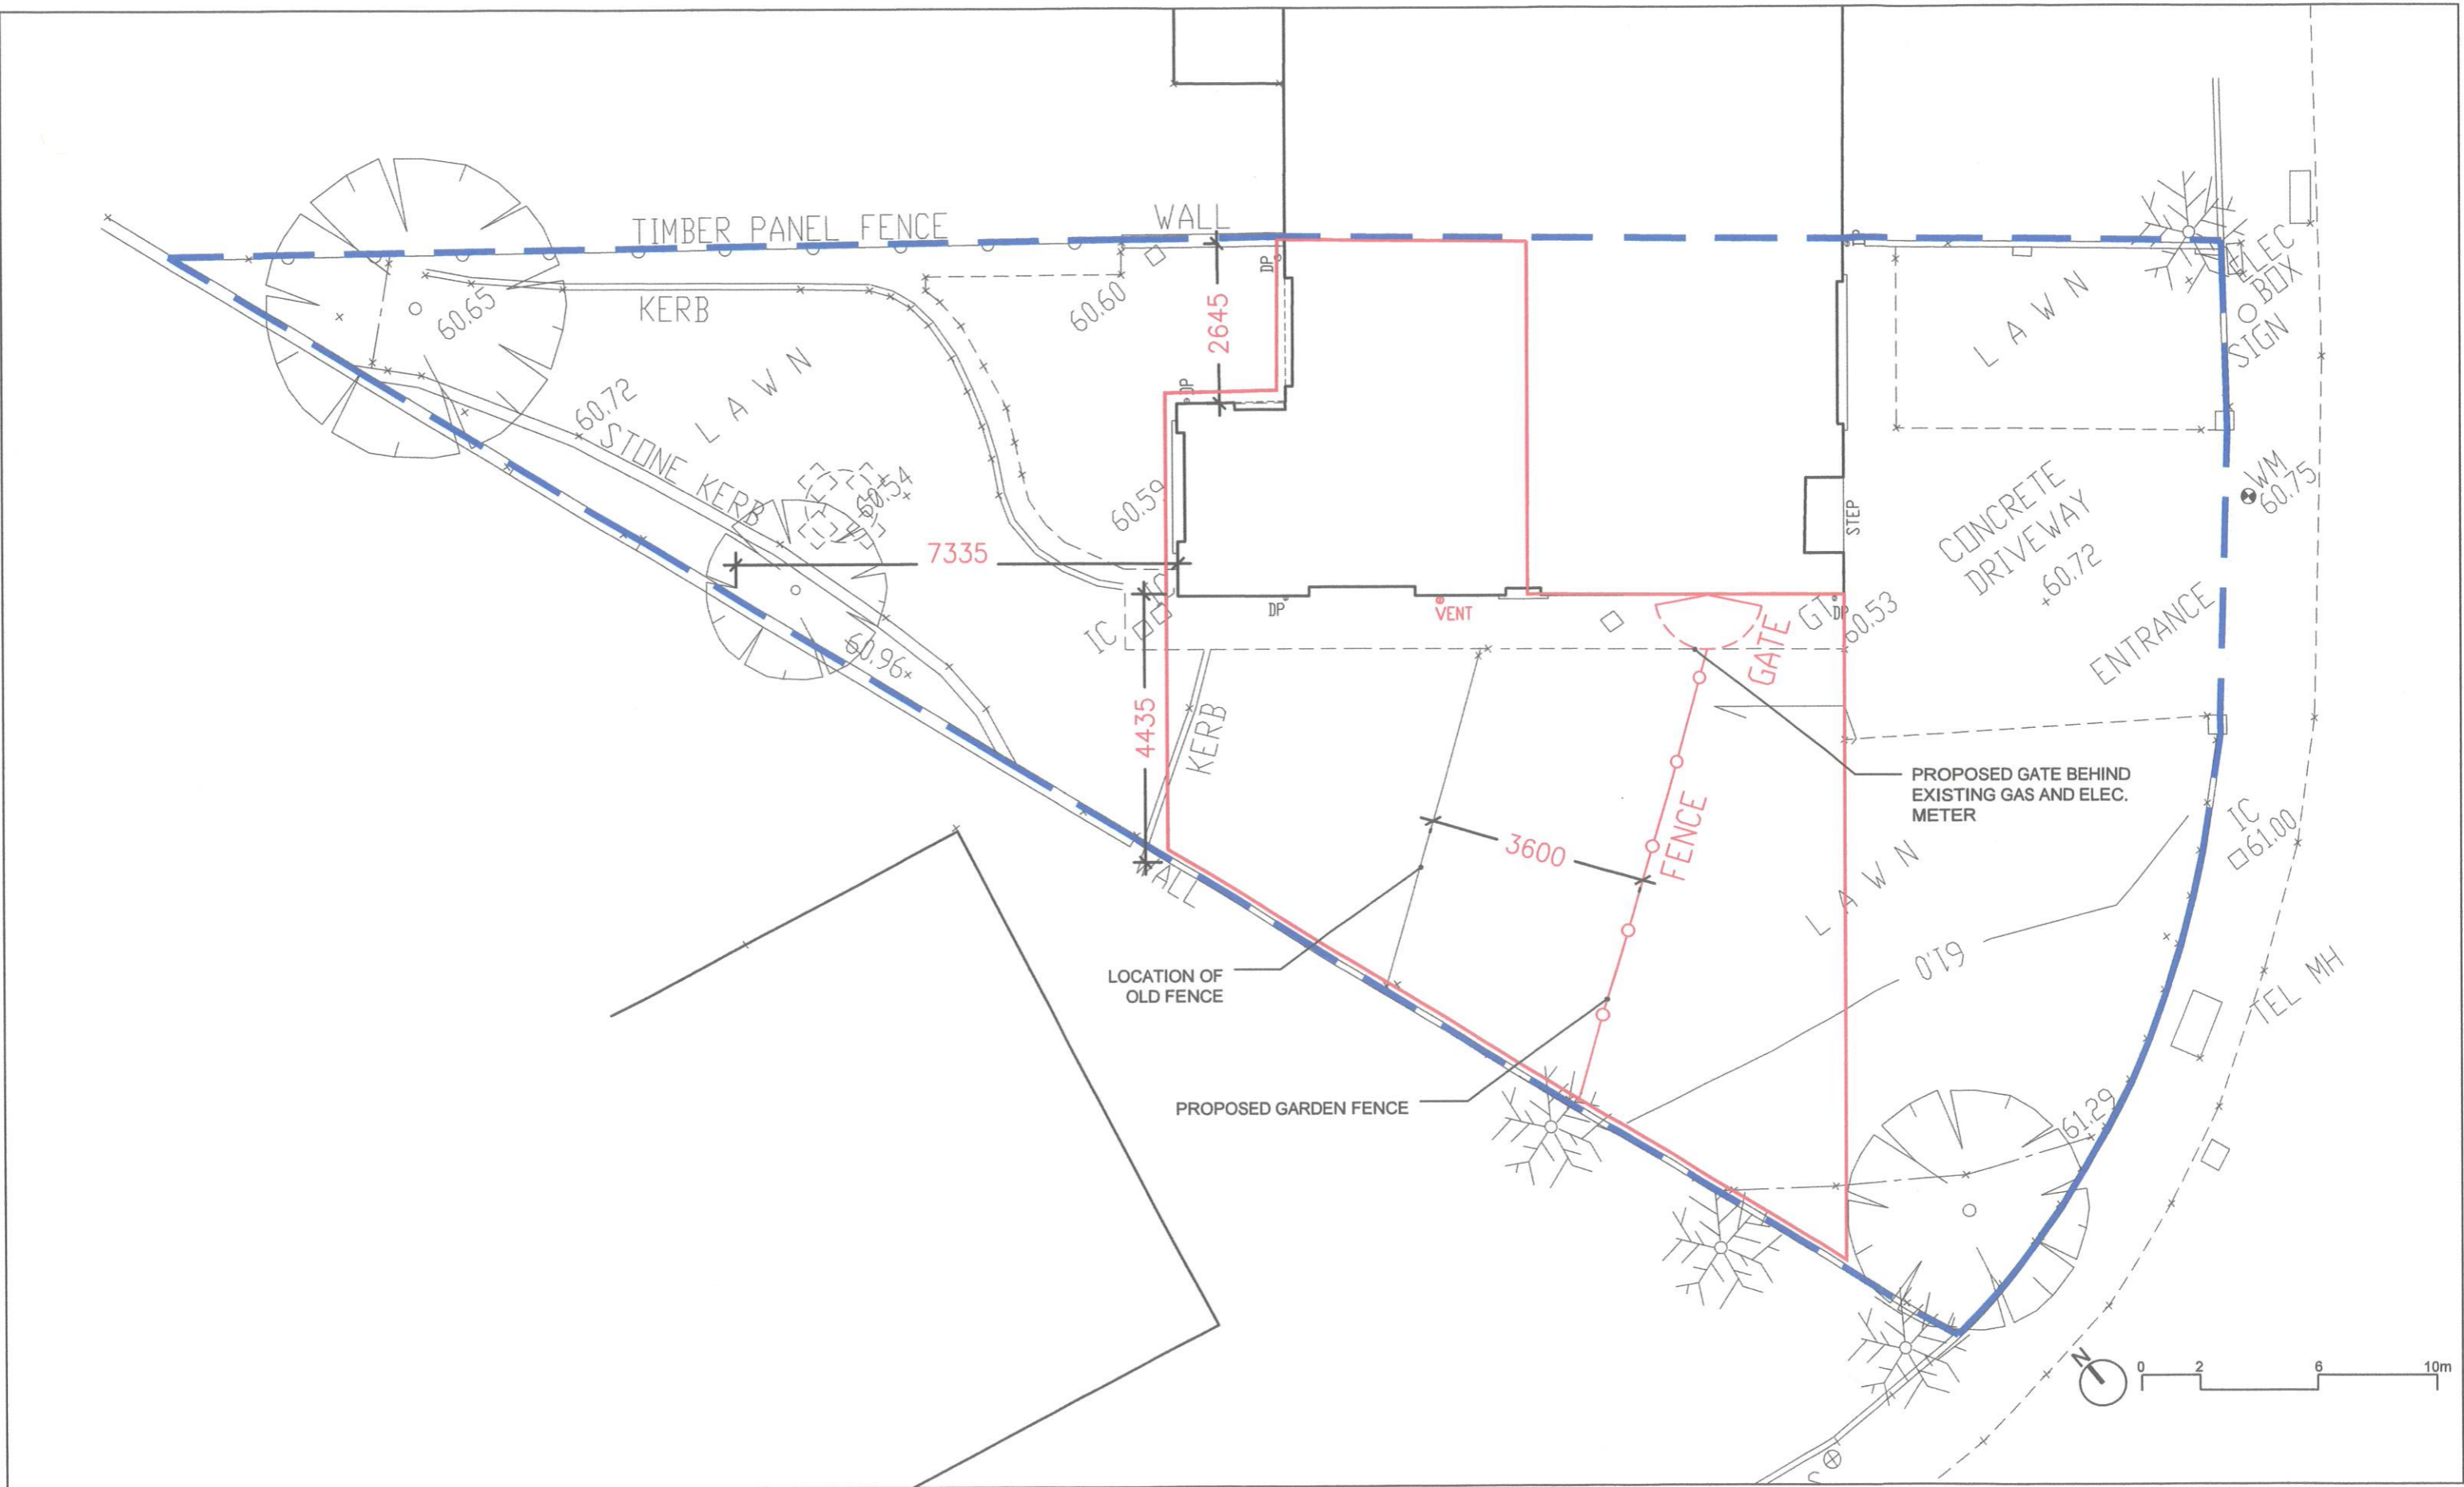 TIMBER PANEL FENCE
WALL
DP
ELEC
BOX
SIGN
60.65
KERB
60.60
2645
L A W N
L A W N
DP
60.72
STONE KERB
60.54
60.59
7335
STEP
CONCRETE
DRIVEWAY
+60.72
WM
60.75
ENTRANCE
IC
IC
DP
VENT
GATE
GT
DP
60.53
60.96
4435
KERB
PROPOSED GATE BEHIND
EXISTING GAS AND ELEC.
METER
3600
FENCE
WALL
L A W N
IC
61.00
61.0
LOCATION OF
OLD FENCE
TEL MH
PROPOSED GARDEN FENCE
61.29
N
0 2 6 10m